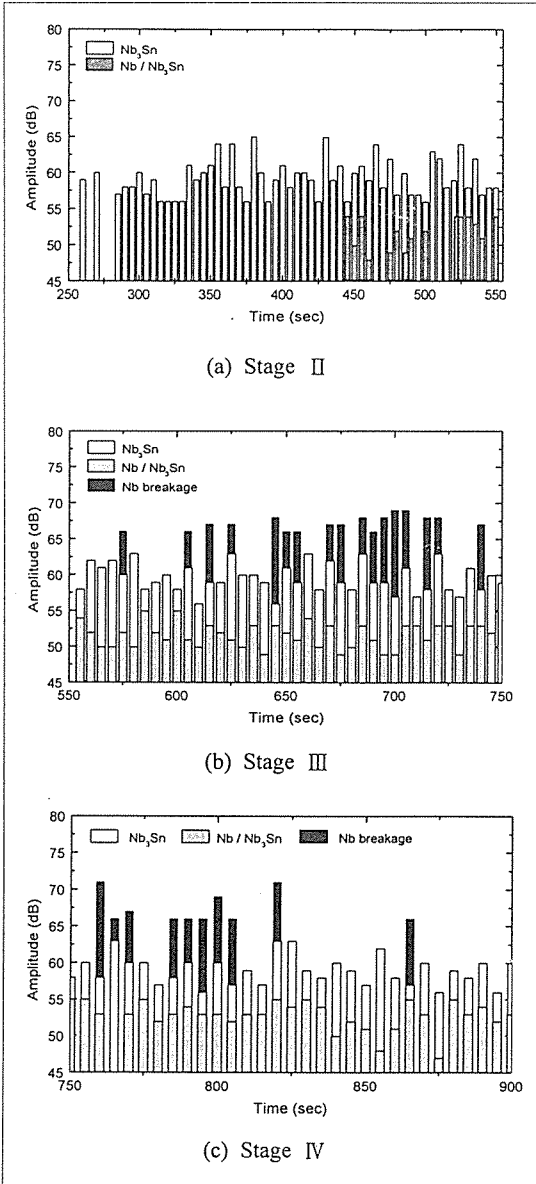 80
75
70
65
60
55
50
45
Amplitude (dB)
Nb₃Sn
Nb / Nb₃Sn
250 300 350 400 450 500 550
Time (sec)
(a) Stage Ⅱ
80
75
70
65
60
55
50
45
Amplitude (dB)
Nb₃Sn
Nb / Nb₃Sn
Nb breakage
550 600 650 700 750
Time (sec)
(b) Stage Ⅲ
80
75
70
65
60
55
50
45
Amplitude (dB)
Nb₃Sn Nb / Nb₃Sn Nb breakage
750 800 850 900
Time (sec)
(c) Stage Ⅳ